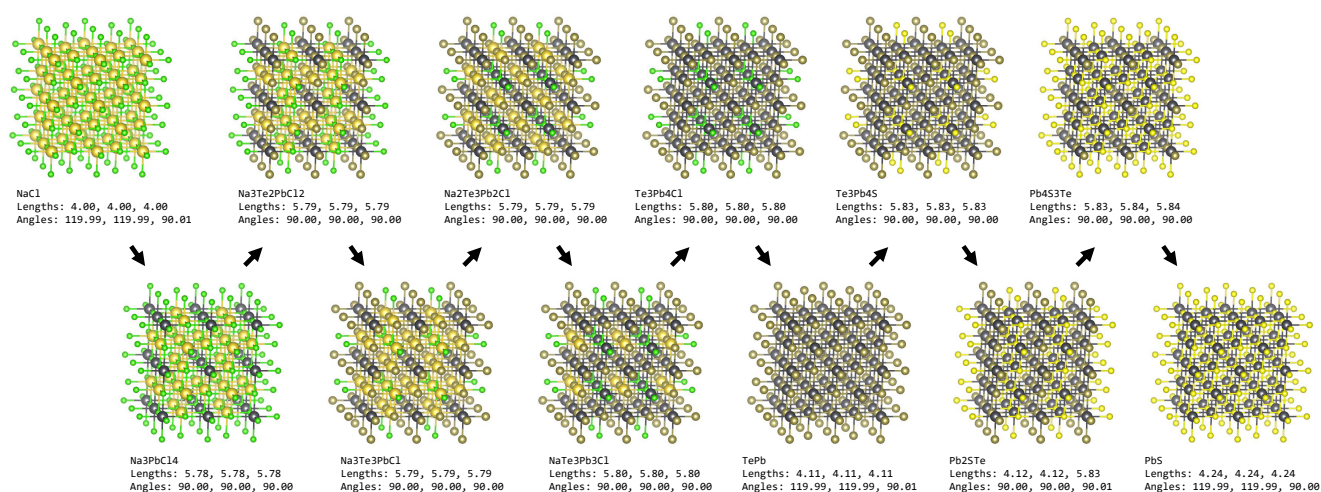 NaCl
Lengths: 4.00, 4.00, 4.00
Angles: 119.99, 119.99, 90.01
Na3Te2PbCl2
Lengths: 5.79, 5.79, 5.79
Angles: 90.00, 90.00, 90.00
Na2Te3Pb2Cl
Lengths: 5.79, 5.79, 5.79
Angles: 90.00, 90.00, 90.00
Te3Pb4Cl
Lengths: 5.80, 5.80, 5.80
Angles: 90.00, 90.00, 90.00
Te3Pb4S
Lengths: 5.83, 5.83, 5.83
Angles: 90.00, 90.00, 90.00
Pb4S3Te
Lengths: 5.83, 5.84, 5.84
Angles: 90.00, 90.00, 90.00
Na3PbCl4
Lengths: 5.78, 5.78, 5.78
Angles: 90.00, 90.00, 90.00
Na3Te3PbCl
Lengths: 5.79, 5.79, 5.79
Angles: 90.00, 90.00, 90.00
NaTe3Pb3Cl
Lengths: 5.80, 5.80, 5.80
Angles: 90.00, 90.00, 90.00
TePb
Lengths: 4.11, 4.11, 4.11
Angles: 119.99, 119.99, 90.01
Pb2STe
Lengths: 4.12, 4.12, 5.83
Angles: 90.00, 90.00, 90.01
PbS
Lengths: 4.24, 4.24, 4.24
Angles: 119.99, 119.99, 90.00